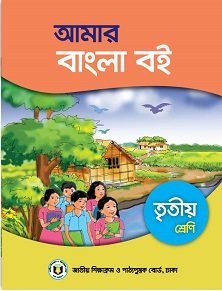 আমার
বাংলা বই
তৃতীয়
শ্রেণি
জাতীয় শিক্ষাক্রম ও পাঠ্যপুস্তক বোর্ড, ঢাকা